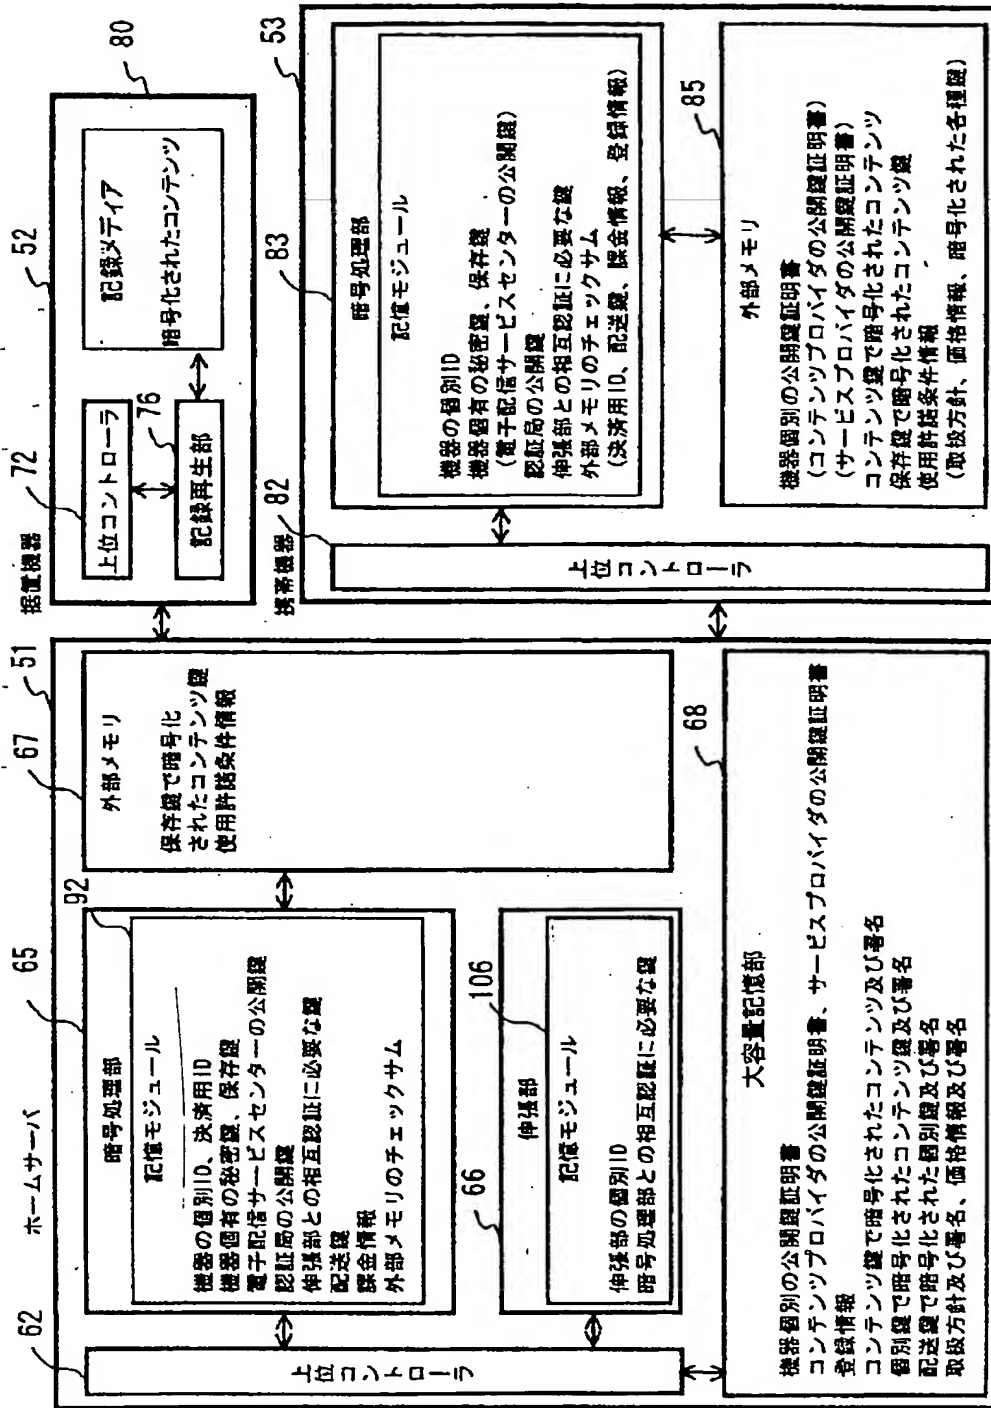 ホームサーバ
51
62
上位コントローラ
65
暗号処理部
92
記憶モジュール
機器の個別ID、決済用ID
機器個有の秘密鍵、保存鍵
電子配信サービスセンターの公開鍵
認証局の公開鍵
伸張部との相互認証に必要な鍵
配送鍵
課金情報
外部メモリのチェックサム
67
外部メモリ
保存鍵で暗号化
されたコンテンツ鍵
使用許諾条件情報
66
伸張部
106
記憶モジュール
伸張部の個別ID
暗号処理部との相互認証に必要な鍵
68
大容量記憶部
機器個別の公開鍵証明書
コンテンツプロバイダの公開鍵証明書、サービスプロバイダの公開鍵証明書
登録情報
コンテンツ鍵で暗号化されたコンテンツ及び署名
個別鍵で暗号化されたコンテンツ鍵及び署名
配送鍵で暗号化された個別鍵及び署名
取扱方針及び署名、価格情報及び署名
据置機器
52
72
上位コントローラ
76
記録再生部
80
記録メディア
暗号化されたコンテンツ
携帯機器
53
82
上位コントローラ
83
暗号処理部
記憶モジュール
機器の個別ID
機器個有の秘密鍵、保存鍵
(電子配信サービスセンターの公開鍵)
認証局の公開鍵
伸張部との相互認証に必要な鍵
外部メモリのチェックサム
(決済用ID、配送鍵、課金情報、登録情報)
85
外部メモリ
機器個別の公開鍵証明書
(コンテンツプロバイダの公開鍵証明書)
(サービスプロバイダの公開鍵証明書)
コンテンツ鍵で暗号化されたコンテンツ
保存鍵で暗号化されたコンテンツ鍵
使用許諾条件情報
(取扱方針、価格情報、暗号化された各種鍵)